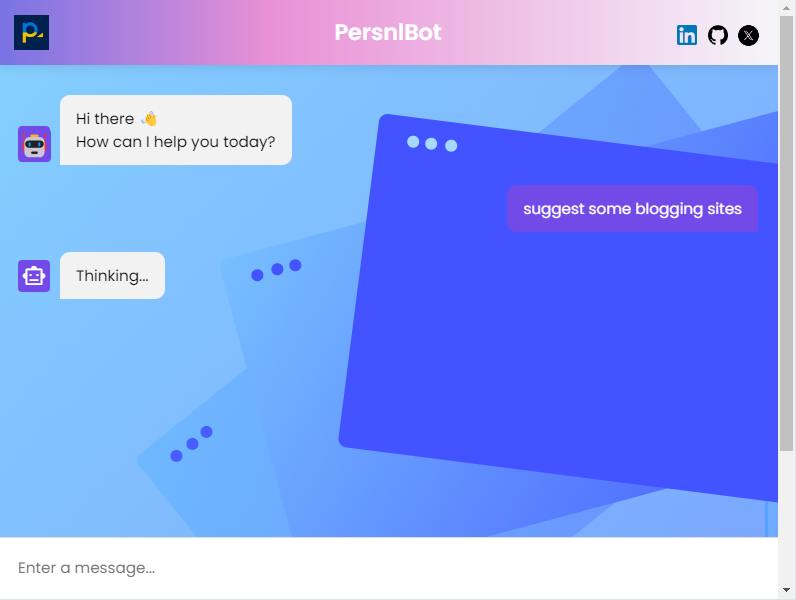 PersnlBot
Hi there 👋
How can I help you today?
suggest some blogging sites
Thinking...
Enter a message...